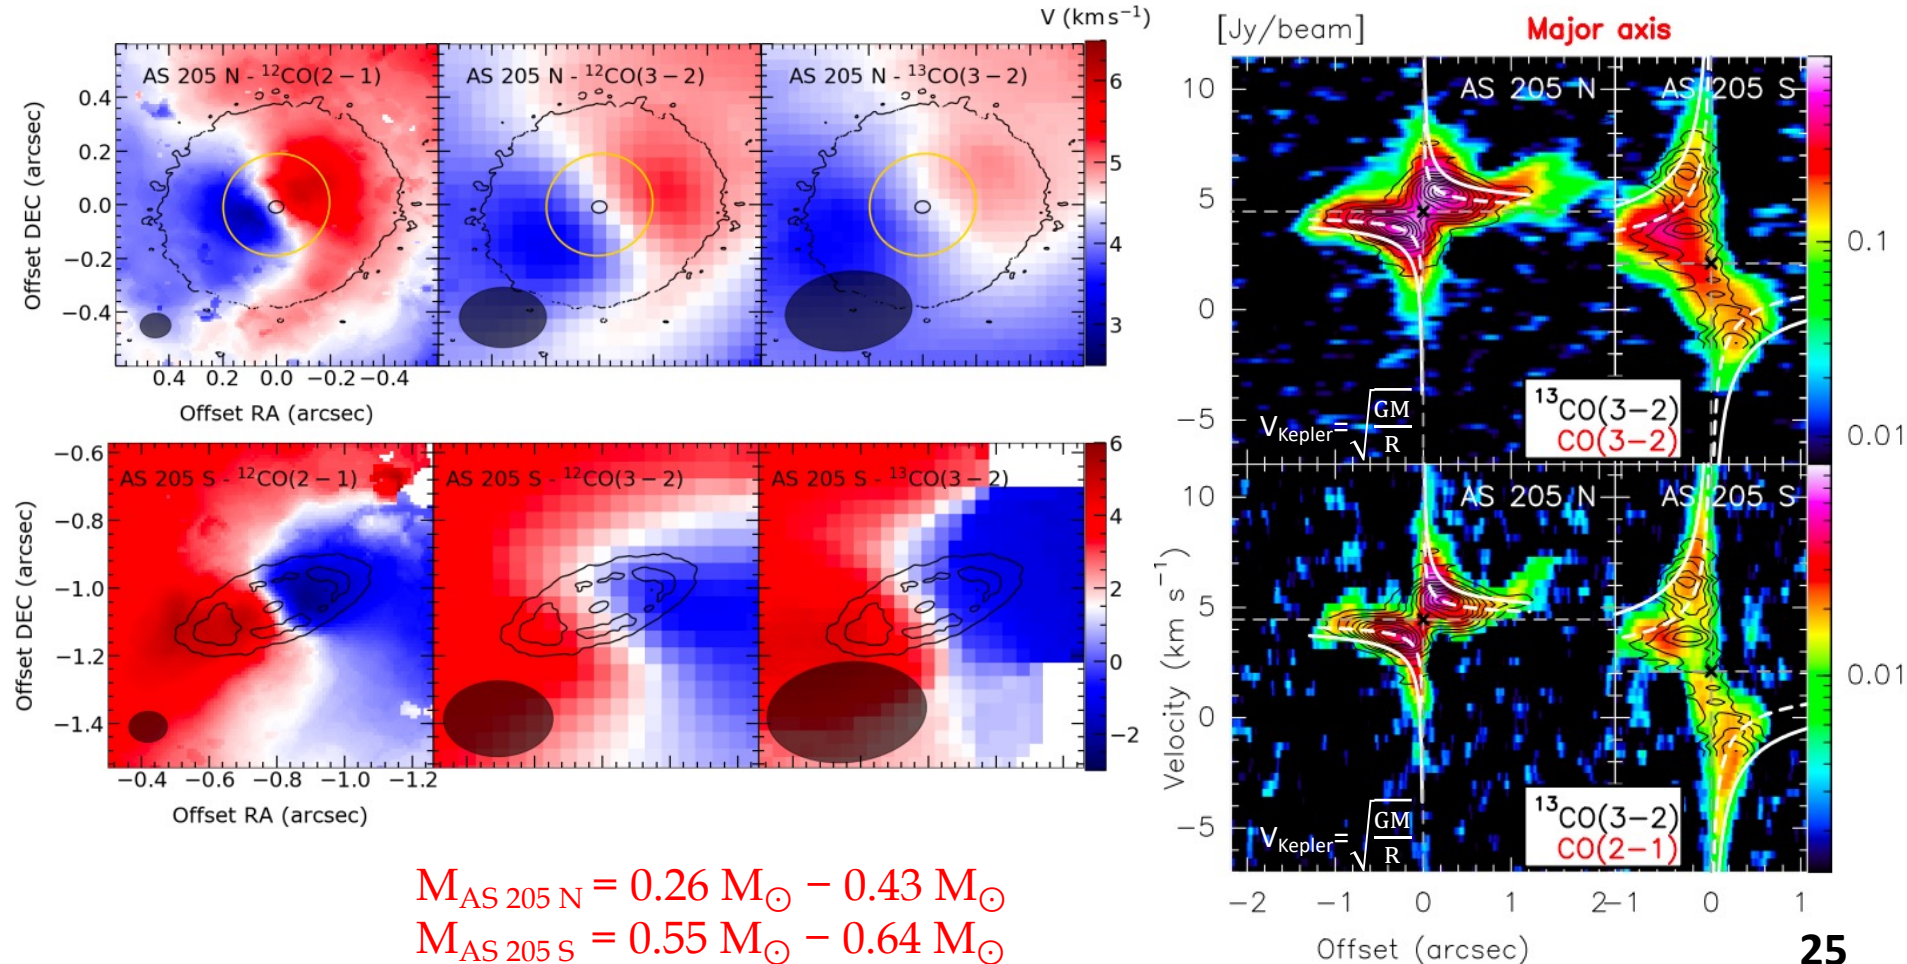 V (km s⁻¹)
AS 205 N - ¹²CO(2 − 1)
AS 205 N - ¹²CO(3 − 2)
AS 205 N - ¹³CO(3 − 2)
Offset DEC (arcsec)
0.4
0.2
0.0
−0.2
−0.4
0.4 0.2 0.0 −0.2 −0.4
Offset RA (arcsec)
6
5
4
3
AS 205 S - ¹²CO(2 − 1)
AS 205 S - ¹²CO(3 − 2)
AS 205 S - ¹³CO(3 − 2)
Offset DEC (arcsec)
−0.6
−0.8
−1.0
−1.2
−1.4
−0.4 −0.6 −0.8 −1.0 −1.2
Offset RA (arcsec)
6
4
2
0
−2
M_AS 205 N = 0.26 M⊙ − 0.43 M⊙
M_AS 205 S = 0.55 M⊙ − 0.64 M⊙
[Jy/beam]
Major axis
AS 205 N
AS 205 S
10
5
0
−5
V_Kepler=√GM/R
¹³CO(3−2)
CO(3−2)
0.1
0.01
AS 205 N
AS 205 S
10
5
0
−5
Velocity (km s⁻¹)
V_Kepler=√GM/R
¹³CO(3−2)
CO(2−1)
0.01
−2 −1 0 1 2−1 0 1
Offset (arcsec)
25